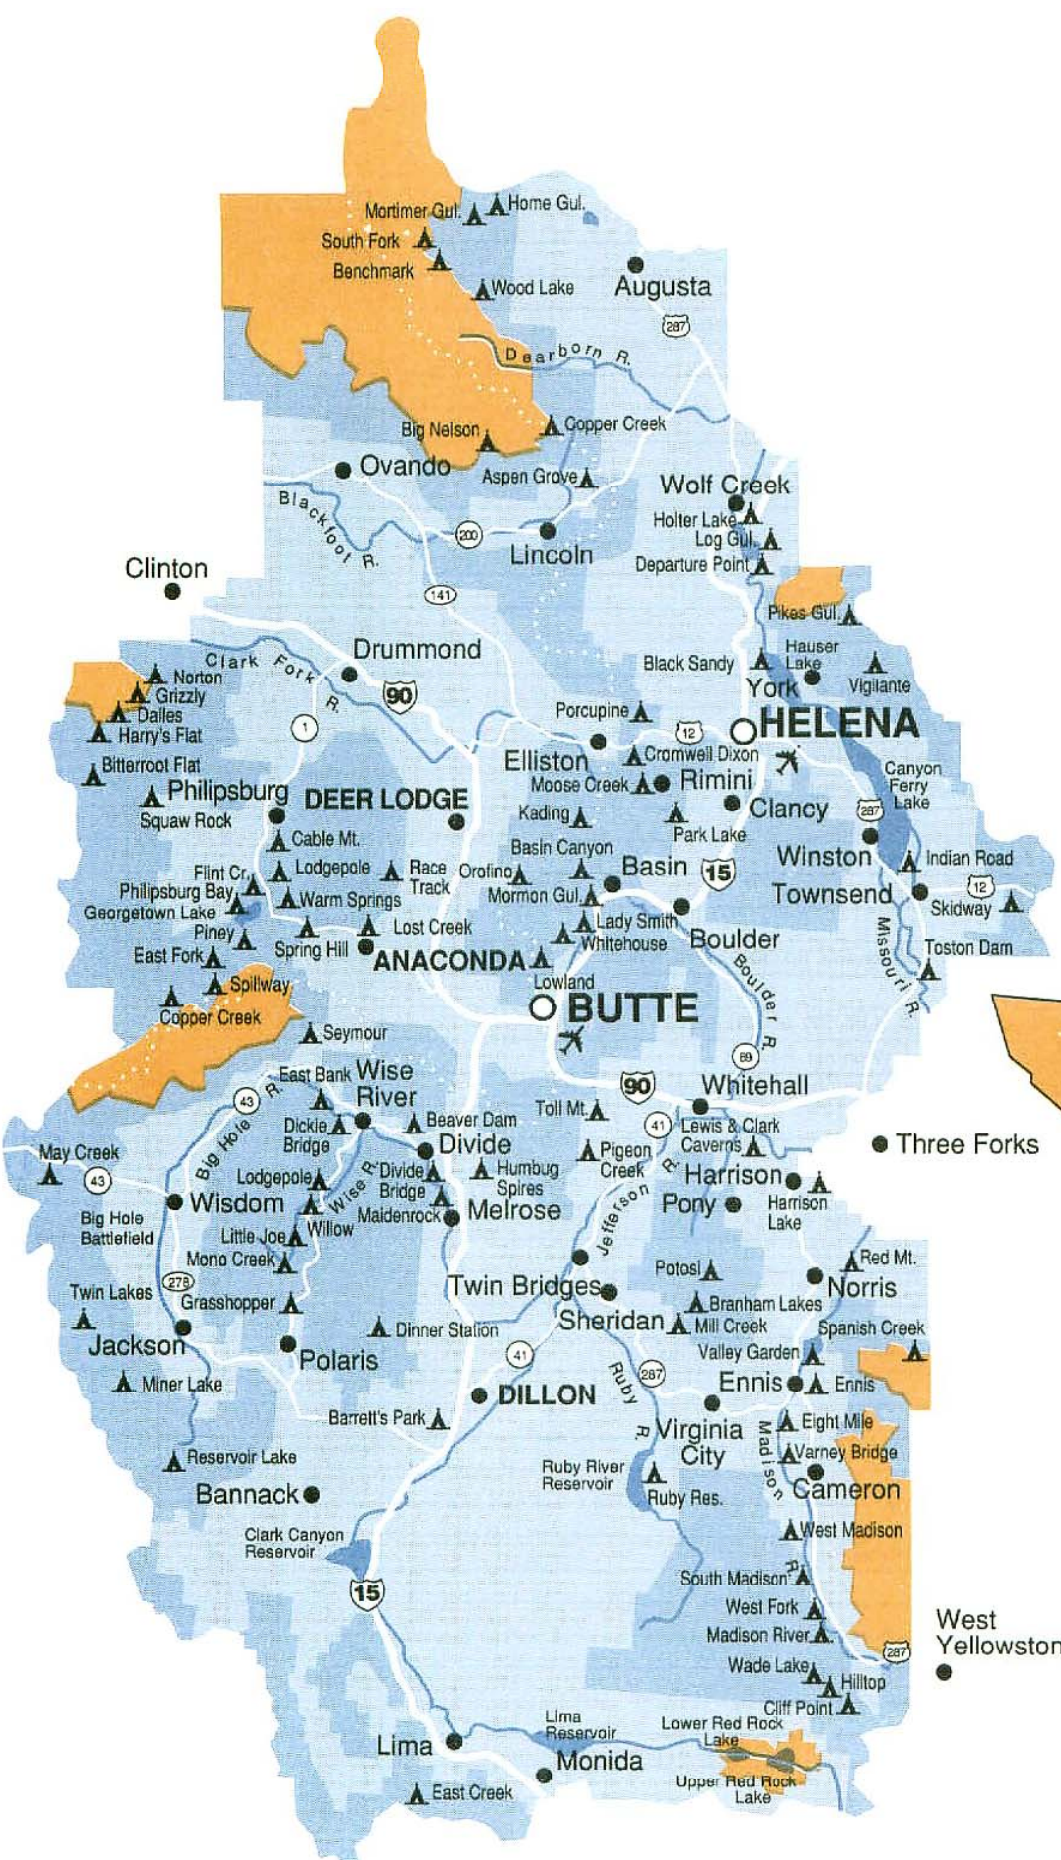 Home Gul.
Mortimer Gul.
South Fork
Benchmark
Wood Lake
Augusta
287
Dearborn R.
Copper Creek
Big Nelson
Ovando
Aspen Grove
Wolf Creek
Blackfoot R.
Holter Lake
200
Log Gul.
Lincoln
Departure Point
Clinton
141
Pikes Gul.
Drummond
Hauser
Lake
Clark Fork R.
Black Sandy
Norton
York
Vigilante
Grizzly
90
Dalles
Porcupine
1
12
HELENA
Harry's Flat
Elliston
Cromwell Dixon
Bitterroot Flat
Canyon
Ferry
Lake
Moose Creek
Rimini
Philipsburg
DEER LODGE
Clancy
287
Squaw Rock
Kading
Park Lake
Cable Mt.
Basin Canyon
Winston
Indian Road
Flint Cr.
Lodgepole
Race
Track
Orofino
Basin
15
Philipsburg Bay
Townsend
12
Warm Springs
Mormon Gul.
Skidway
Georgetown Lake
Lady Smith
Piney
Lost Creek
Whitehouse
Boulder
Missouri R.
Spring Hill
Toston Dam
East Fork
ANACONDA
Boulder R.
Spillway
Lowland
Copper Creek
BUTTE
Seymour
69
East Bank
Wise
River
90
Whitehall
43
Toll Mt.
Beaver Dam
41
Lewis & Clark
Caverns
Dickie
Bridge
Big Hole R.
Divide
Three Forks
May Creek
Pigeon
Creek
43
Lodgepole
Wise R.
Divide
Bridge
Humbug
Spires
Harrison
Wisdom
Jefferson R.
Pony
Harrison
Lake
Maidenrock
Melrose
Big Hole
Battlefield
Willow
Little Joe
Mono Creek
Red Mt.
Potosi
278
Twin Bridges
Norris
Twin Lakes
Grasshopper
Branham Lakes
Sheridan
Mill Creek
Spanish Creek
Dinner Station
Jackson
41
Valley Garden
Polaris
Ruby R.
287
Miner Lake
Ennis
Ennis
DILLON
Barrett's Park
Virginia
City
Eight Mile
Madison R.
Varney Bridge
Reservoir Lake
Ruby River
Reservoir
Bannack
Ruby Res.
Cameron
Clark Canyon
Reservoir
West Madison
15
South Madison
West Fork
West
Yellowston
Madison River
287
Wade Lake
Hilltop
Cliff Point
Lima
Reservoir
Lower Red Rock
Lake
Lima
Monida
Upper Red Rock
Lake
East Creek